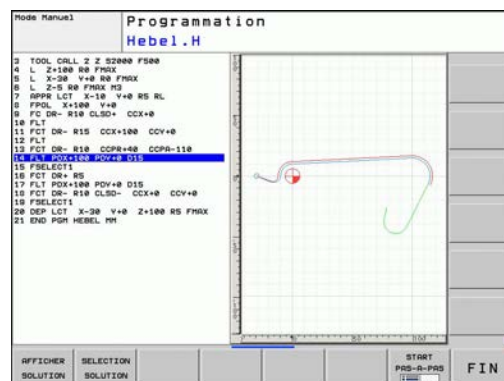 Mode Manuel
Programmation
Hebel.H
3 TOOL CALL 2 Z S2000 F500
4 L Z+100 R0 FMAX
5 L X-30 Y+0 R0 FMAX
6 L Z-5 R0 FMAX M3
7 APPR LCT X-10 Y+0 R5 RL
8 FPOL X+100 Y+0
9 FC DR- R10 CLSD+ CCX+0
10 FLT
11 FCT DR- R15 CCX+100 CCY+0
12 FLT
13 FCT DR- R10 CCPR+40 CCPA-110
14 FLT PDX+100 PDY+0 D15
15 FSELECT1
16 FCT DR+ R5
17 FLT PDX+100 PDY+0 D15
18 FCT DR- R10 CLSD- CCX+0 CCY+0
19 FSELECT1
20 DEP LCT X-30 Y+0 Z+100 R5 FMAX
21 END PGM HEBEL MM
AFFICHER SOLUTION
SELECTION SOLUTION
START PAS-A-PAS
FIN